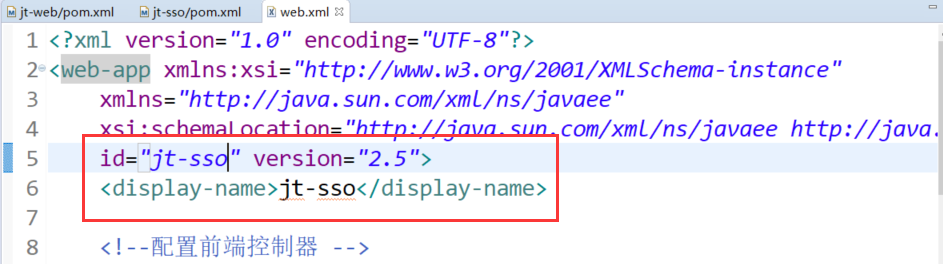 jt-web/pom.xml jt-sso/pom.xml web.xml
1 <?xml version="1.0" encoding="UTF-8"?>
2 <web-app xmlns:xsi="http://www.w3.org/2001/XMLSchema-instance"
3 xmlns="http://java.sun.com/xml/ns/javaee"
4 xsi:schemaLocation="http://java.sun.com/xml/ns/javaee http://java.
5 id="jt-sso" version="2.5">
6 <display-name>jt-sso</display-name>
7
8 <!--配置前端控制器 -->